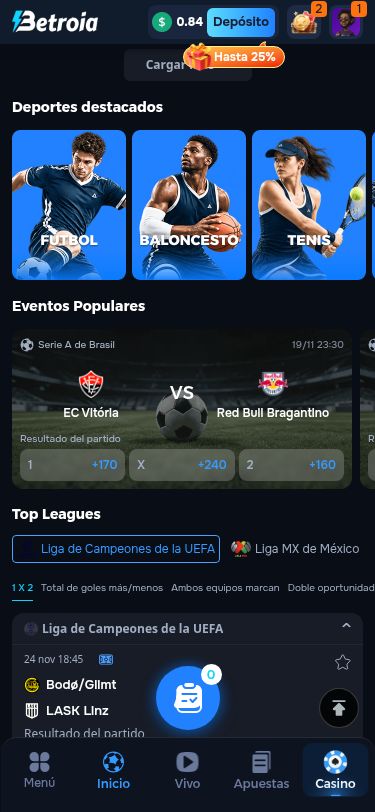 Betroia
$ 0.84 Depósito 2 1
Cargar
Hasta 25%
Deportes destacados
FÚTBOL BALONCESTO TENIS
Eventos Populares
Serie A de Brasil 19/11 23:30
VS
EC Vitória Red Bull Bragantino
Resultado del partido
1 +170 X +240 2 +160
R
1
Top Leagues
Liga de Campeones de la UEFA Liga MX de México
1 X 2 Total de goles más/menos Ambos equipos marcan Doble oportunidad
Liga de Campeones de la UEFA
24 nov 18:45
Bodø/Glimt
LASK Linz
Resultado del partido
0
Menú Inicio Vivo Apuestas Casino